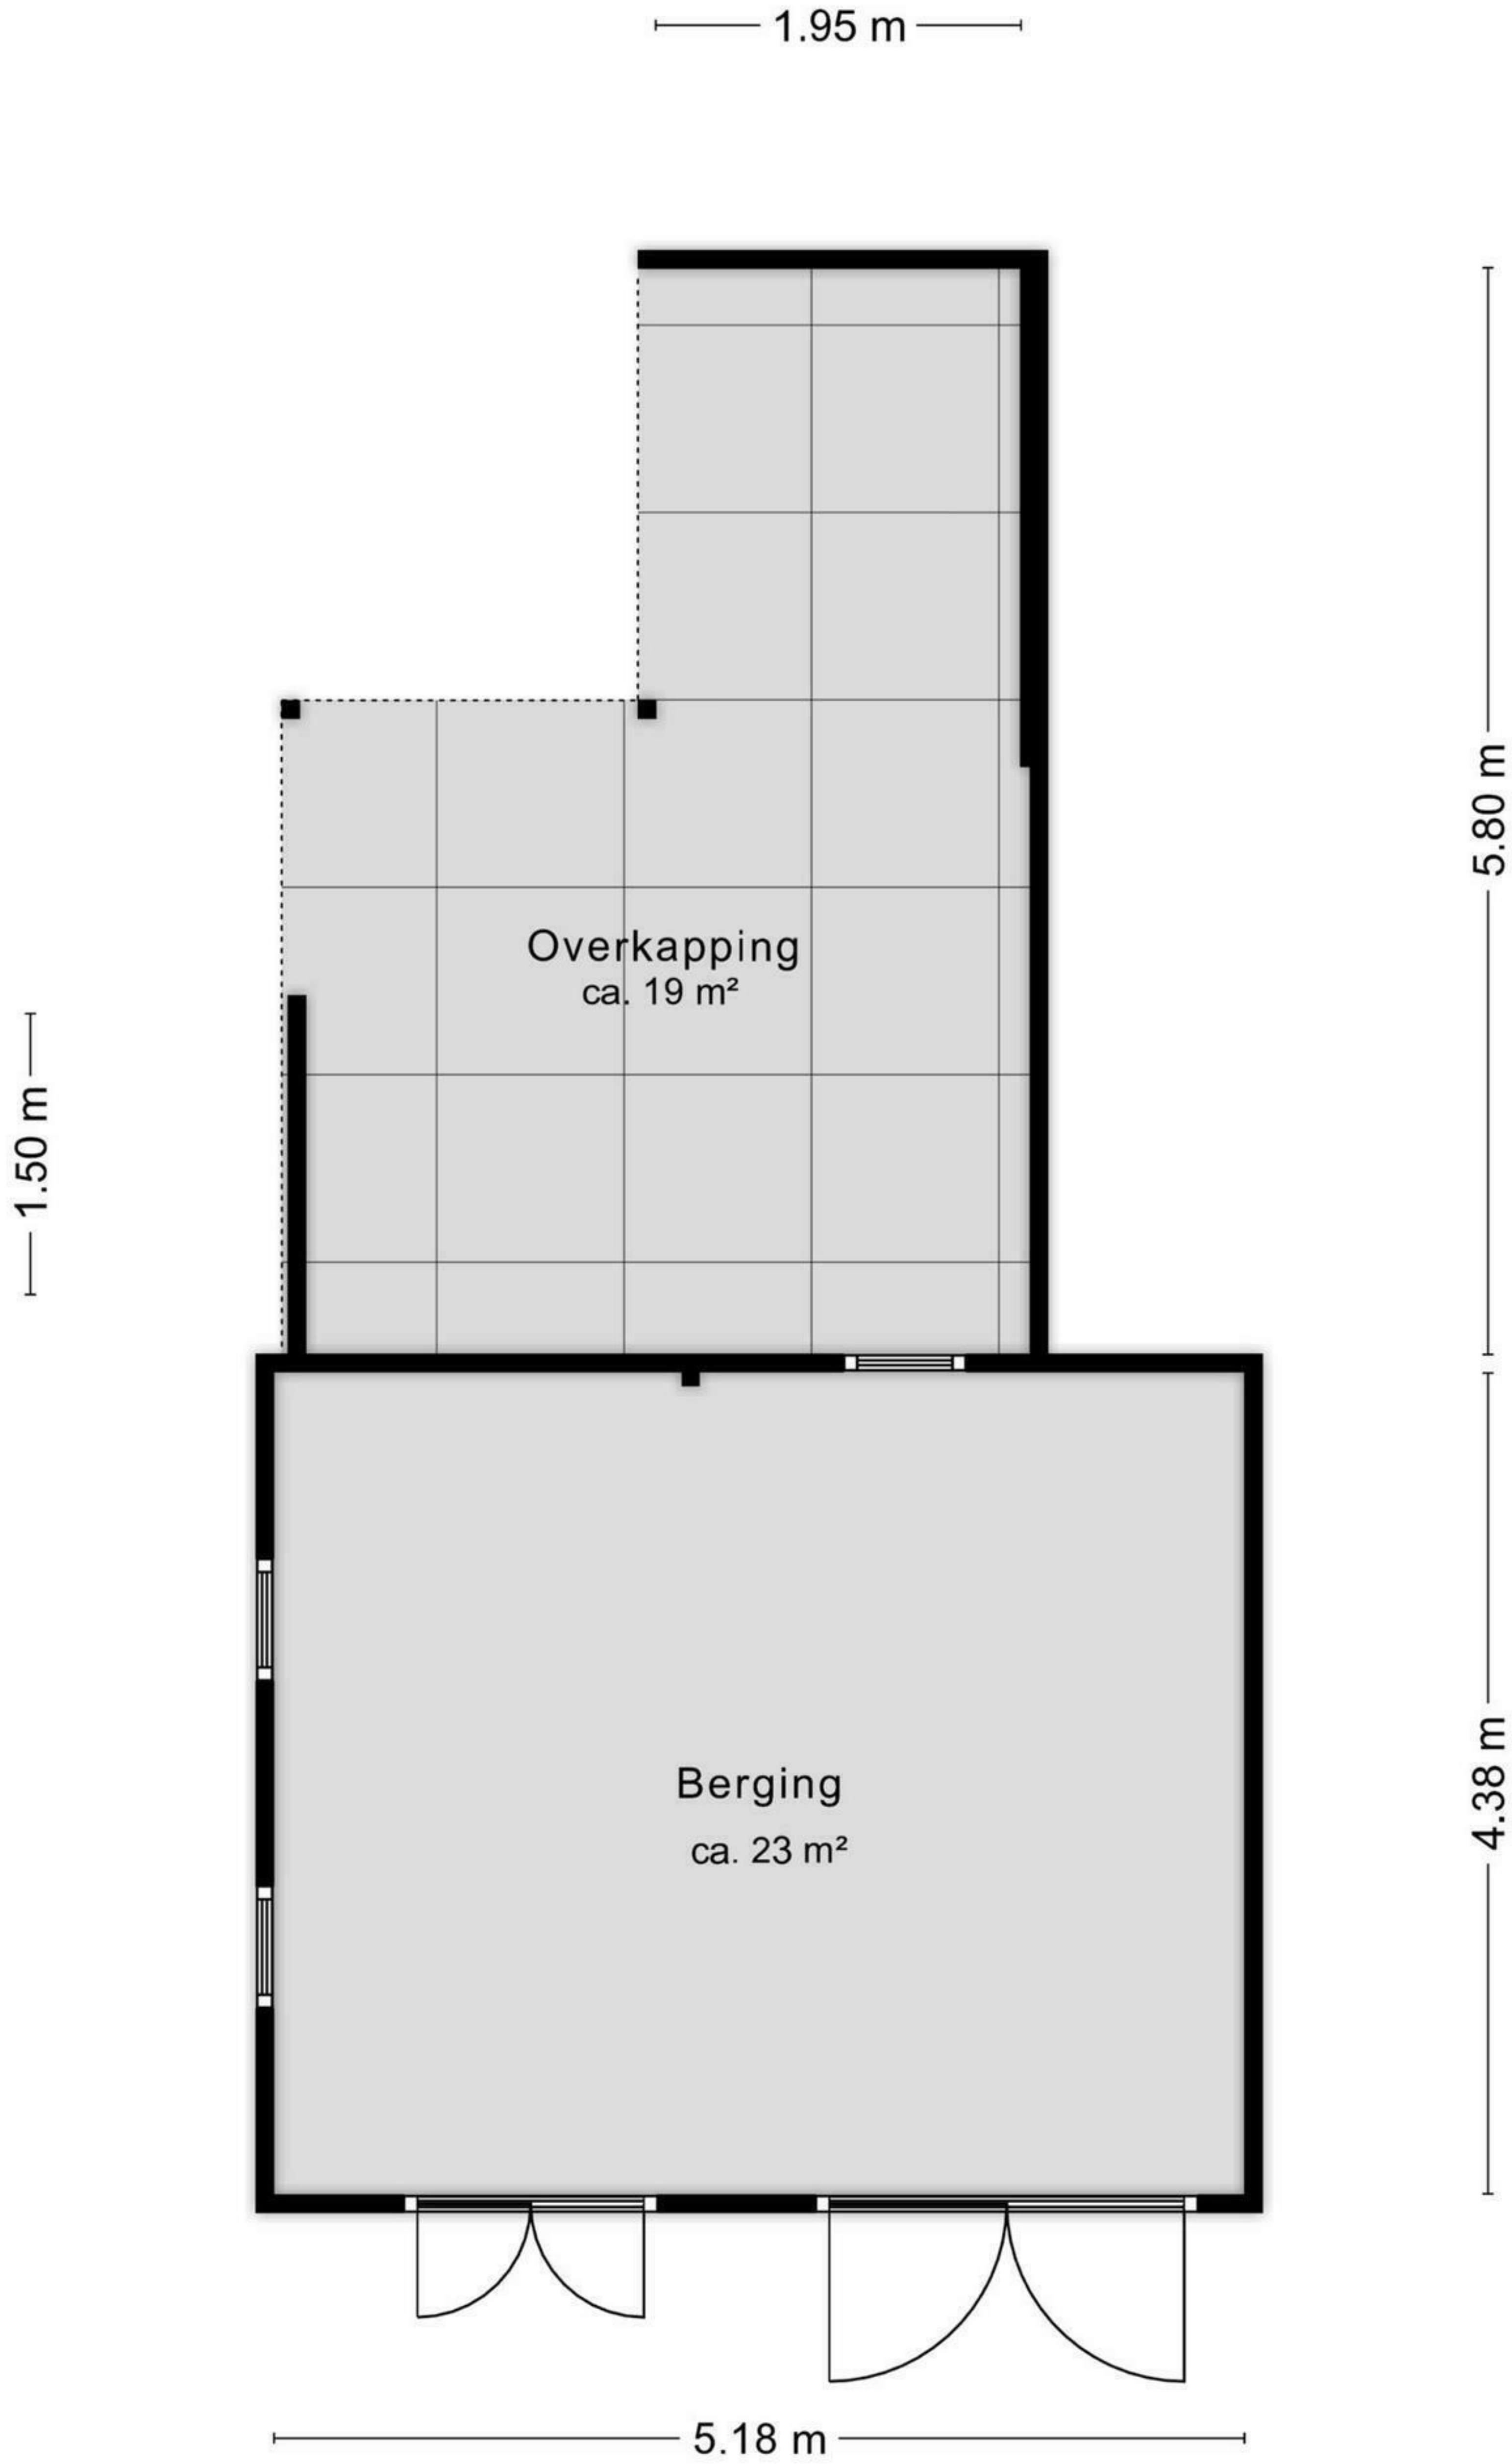 1.95 m
5.80 m
Overkapping
ca. 19 m²
1.50 m
4.38 m
Berging
ca. 23 m²
5.18 m